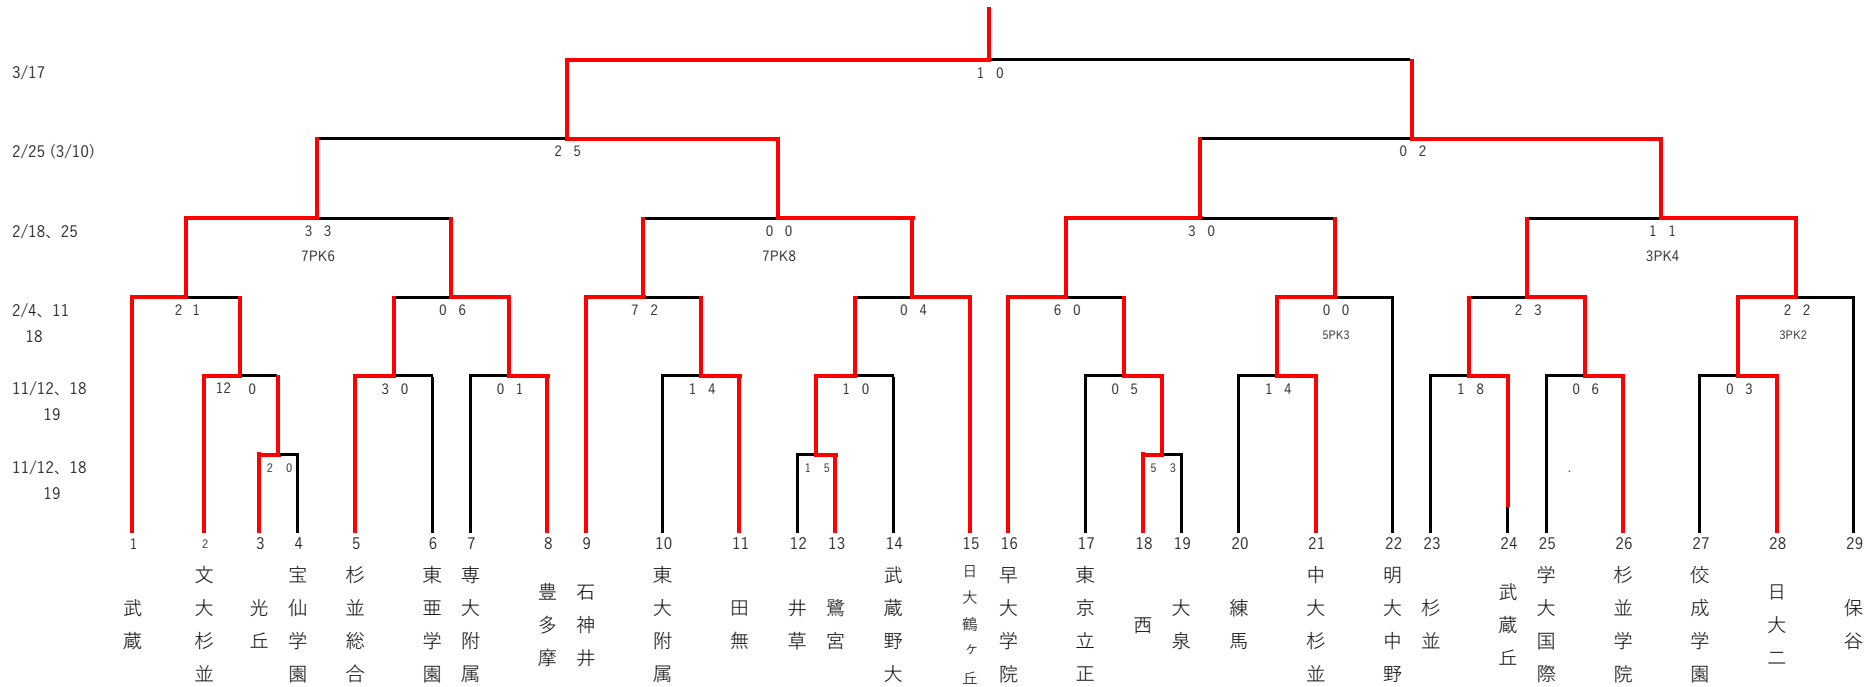 3/17
1 0
2/25 (3/10)
2 5
0 2
2/18、25
3 3
0 0
3 0
1 1
7PK6
7PK8
3PK4
2/4、11
2 1
0 6
7 2
0 4
6 0
0 0
2 3
2 2
18
5PK3
3PK2
11/12、18
12 0
3 0
0 1
1 4
1 0
0 5
1 4
1 8
0 6
0 3
19
11/12、18
2 0
1 5
5 3
.
19
1 2 3 4 5 6 7 8 9 10 11 12 13 14 15 16 17 18 19 20 21 22 23 24 25 26 27 28 29
武蔵
文大杉並
光丘
宝仙学園
杉並総合
東亜学園
専大附属
豊多摩
石神井
東大附属
田無
井草
鷺宮
武蔵野大
日大鶴ヶ丘
早大学院
東京立正
西
大泉
練馬
中大杉並
明大中野
杉並
武蔵丘
学大国際
杉並学院
佼成学園
日大二
保谷